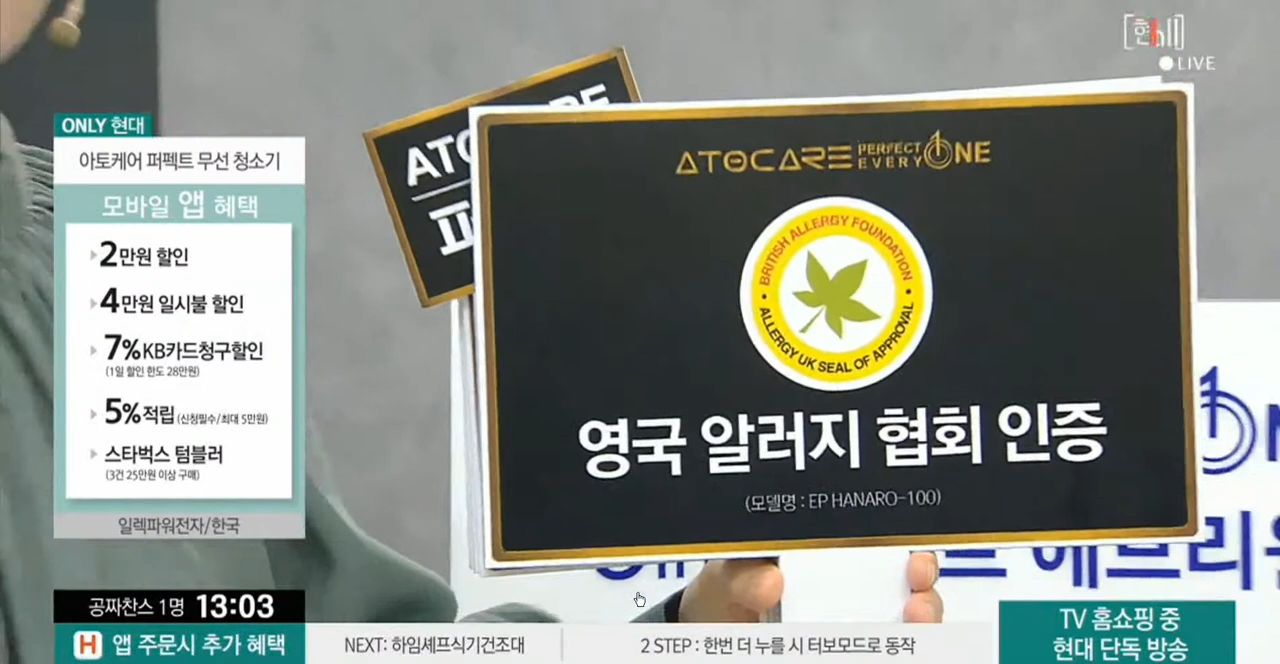 LIVE
ONLY 현대
아토케어 퍼펙트 무선 청소기
모바일 앱 혜택
2만원 할인
4만원 일시불 할인
7%KB카드청구할인
(1일 할인 한도 28만원)
5%적립(신청필수/최대 5만원)
스타벅스 텀블러
(3건 25만원 이상 구매)
일렉파워전자/한국
공짜찬스 1명 13:03
H 앱 주문시 추가 혜택
NEXT: 하임셰프식기건조대
2 STEP : 한번 더 누를 시 터보모드로 동작
TV 홈쇼핑 중
현대 단독 방송
ATOCARE PERFECT EVERY ONE
BRITISH ALLERGY FOUNDATION
ALLERGY UK SEAL OF APPROVAL
영국 알러지 협회 인증
(모델명 : EP HANARO-100)